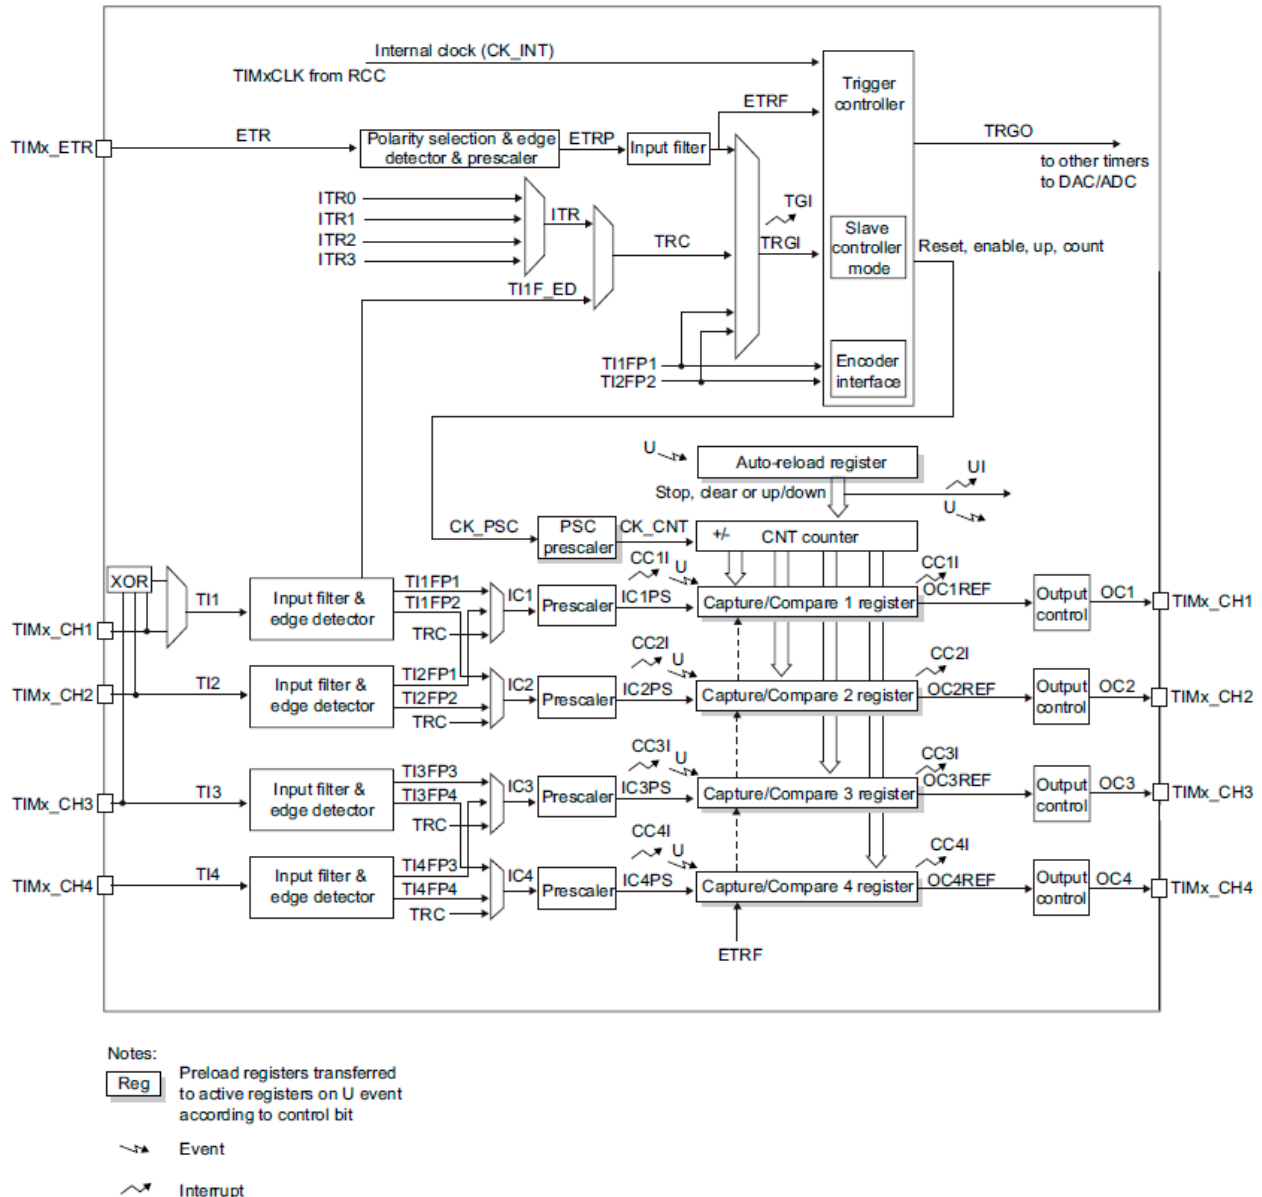 Internal clock (CK_INT)
TIMxCLK from RCC
Trigger
controller
ETRF
TIMx_ETR
ETR
Polarity selection & edge
detector & prescaler
ETRP
Input filter
TRGO
to other timers
to DAC/ADC
ITR0
ITR1
ITR2
ITR3
ITR
TRC
TGI
TRGI
Slave
controller
mode
Reset, enable, up, count
TI1F_ED
TI1FP1
TI2FP2
Encoder
interface
U
Auto-reload register
UI
Stop, clear or up/down
U
CK_PSC
PSC
prescaler
CK_CNT
+/-
CNT counter
XOR
TI1
TIMx_CH1
Input filter &
edge detector
TI1FP1
TI1FP2
TRC
IC1
Prescaler
CC1I
U
IC1PS
Capture/Compare 1 register
CC1I
OC1REF
Output
control
OC1
TIMx_CH1
TIMx_CH2
TI2
Input filter &
edge detector
TI2FP1
TI2FP2
TRC
IC2
Prescaler
CC2I
U
IC2PS
Capture/Compare 2 register
CC2I
OC2REF
Output
control
OC2
TIMx_CH2
TIMx_CH3
TI3
Input filter &
edge detector
TI3FP3
TI3FP4
TRC
IC3
Prescaler
CC3I
U
IC3PS
Capture/Compare 3 register
CC3I
OC3REF
Output
control
OC3
TIMx_CH3
TIMx_CH4
TI4
Input filter &
edge detector
TI4FP3
TI4FP4
TRC
IC4
Prescaler
CC4I
U
IC4PS
Capture/Compare 4 register
CC4I
OC4REF
Output
control
OC4
TIMx_CH4
ETRF
Notes:
Reg
Preload registers transferred
to active registers on U event
according to control bit
Event
Interrupt